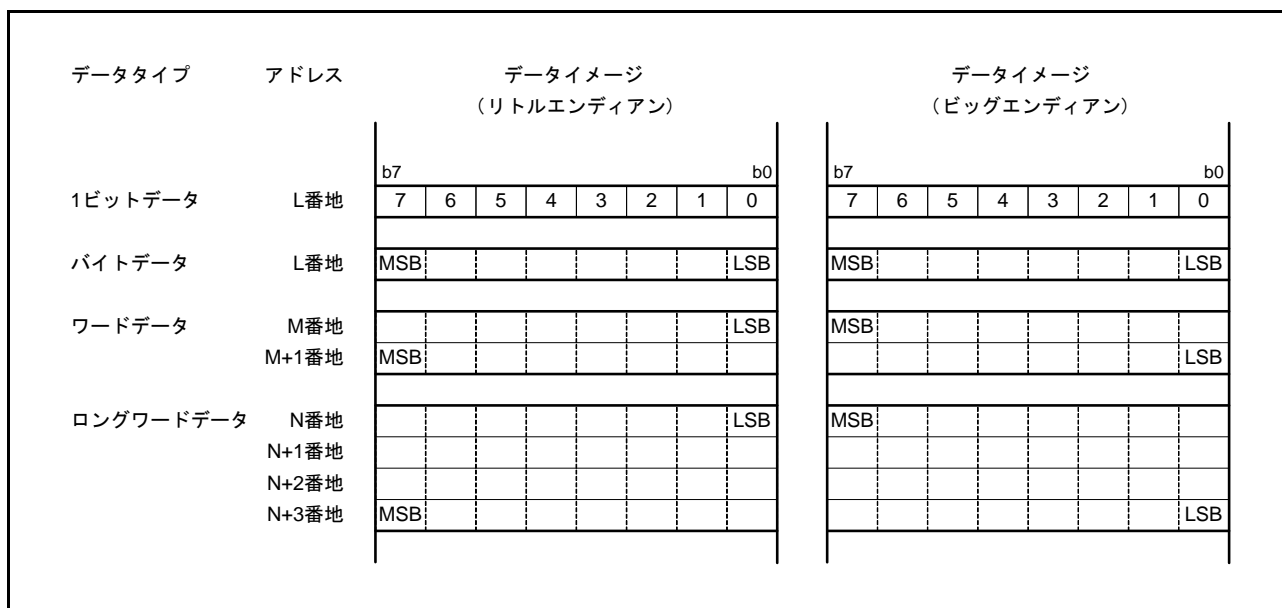 データタイプ アドレス データイメージ データイメージ
(リトルエンディアン) (ビッグエンディアン)
b7 b0 b7 b0
1ビットデータ L番地 7 6 5 4 3 2 1 0 7 6 5 4 3 2 1 0
バイトデータ L番地 MSB LSB MSB LSB
ワードデータ M番地 LSB MSB
M+1番地 MSB LSB
ロングワードデータ N番地 LSB MSB
N+1番地
N+2番地
N+3番地 MSB LSB